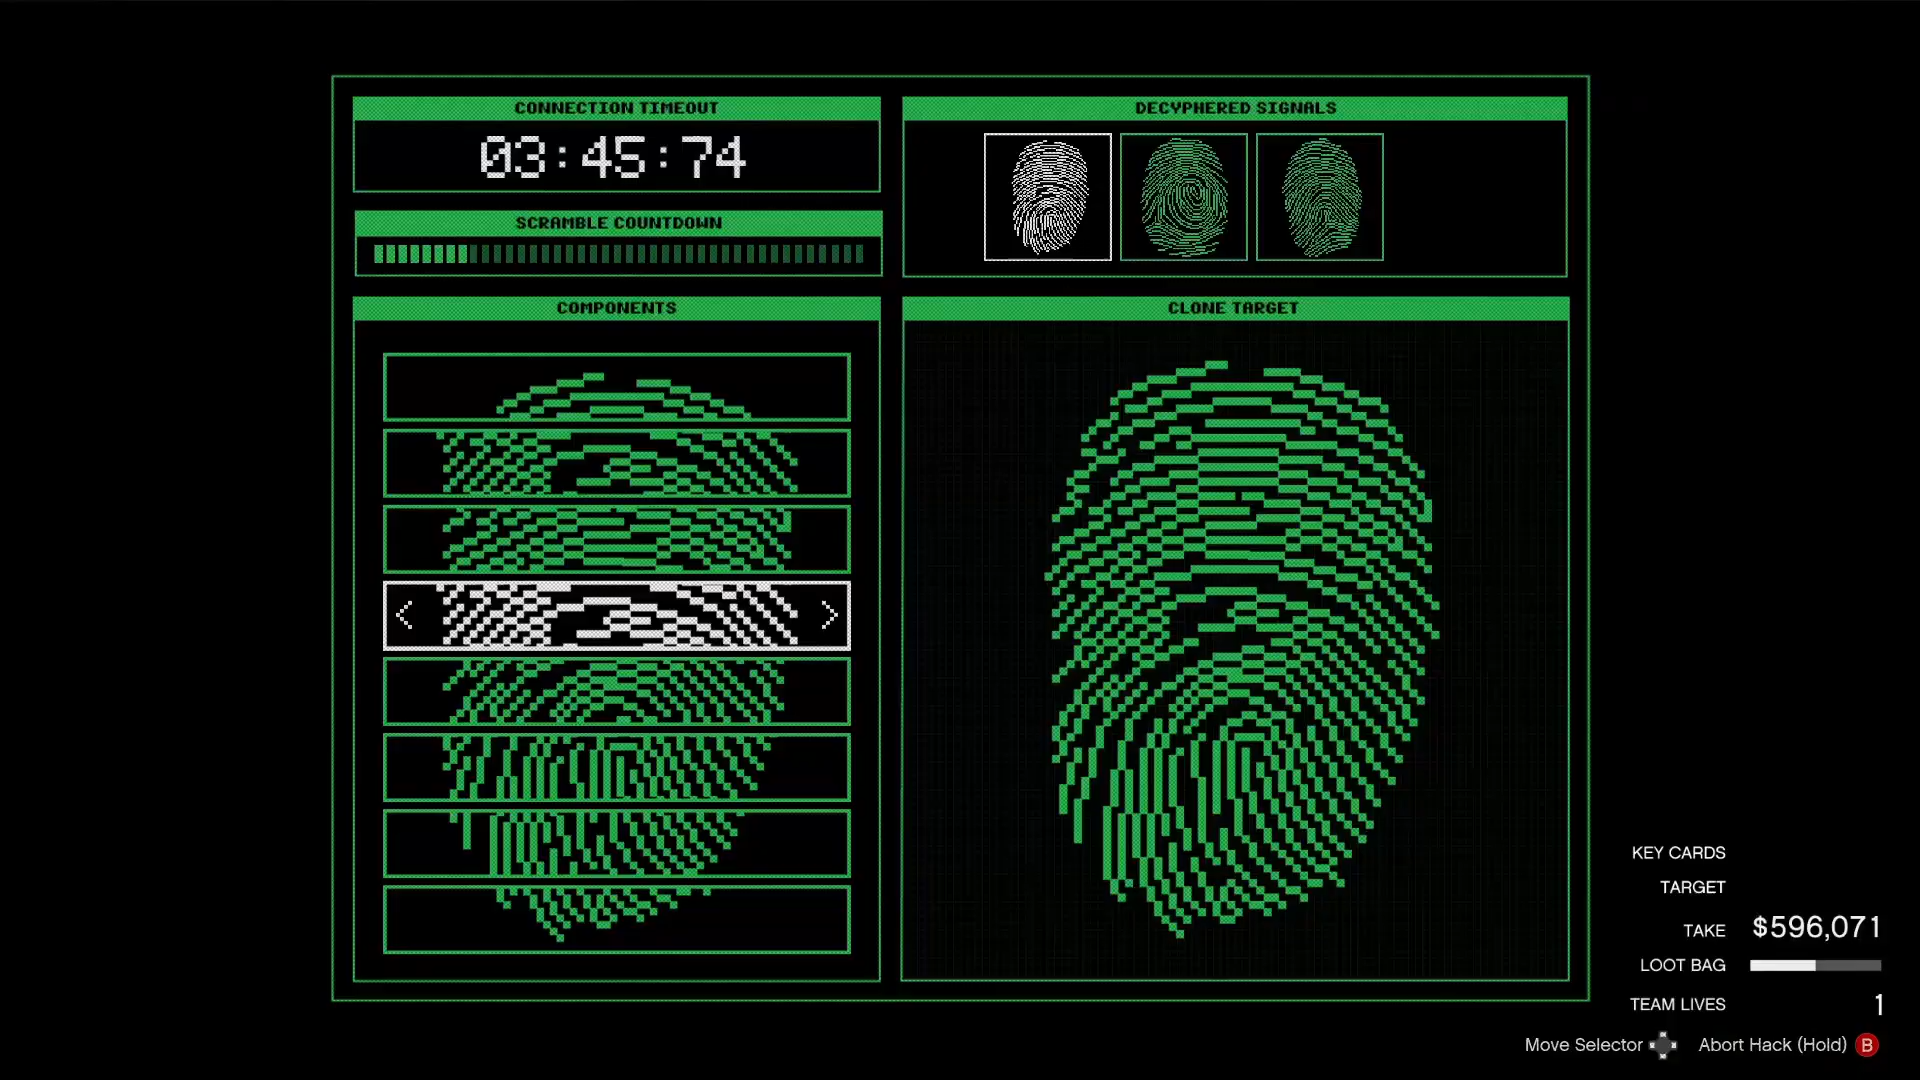 CONNECTION TIMEOUT
03:45:74
SCRAMBLE COUNTDOWN
DECYPHERED SIGNALS
COMPONENTS
CLONE TARGET
KEY CARDS
TARGET
TAKE $596,071
LOOT BAG
TEAM LIVES 1
Move Selector Abort Hack (Hold) B